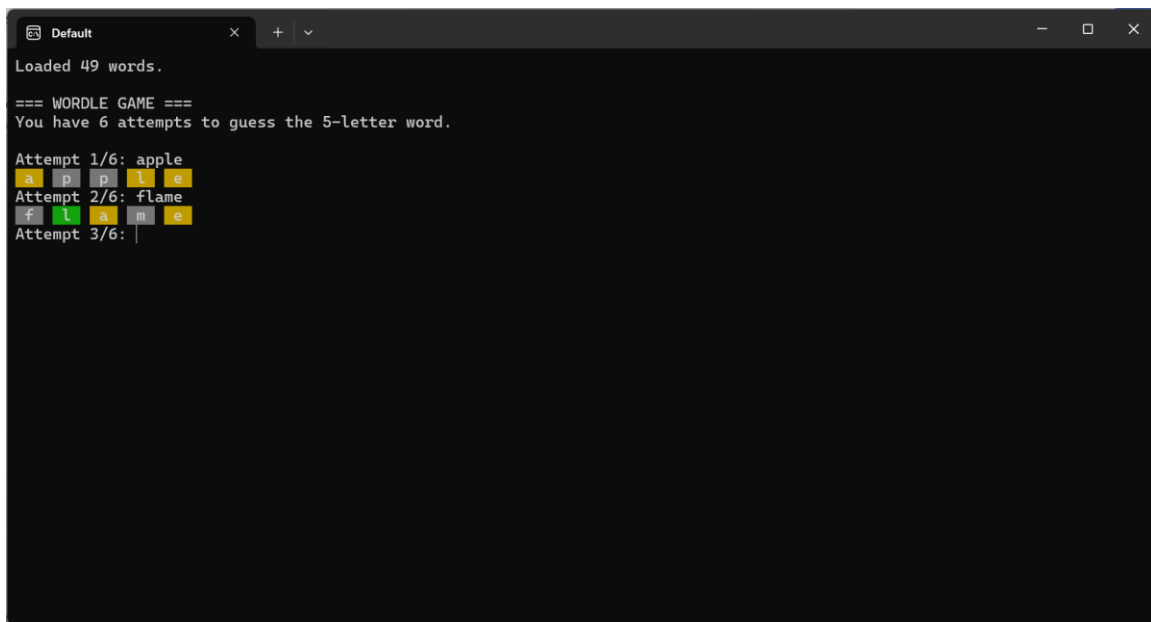 Default
Loaded 49 words.
=== WORDLE GAME ===
You have 6 attempts to guess the 5-letter word.
Attempt 1/6: apple
a p p l e
Attempt 2/6: flame
f l a m e
Attempt 3/6: